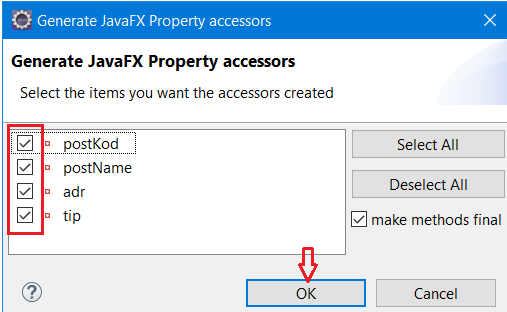 Generate JavaFX Property accessors
Generate JavaFX Property accessors
Select the items you want the accessors created
postKod
postName
adr
tip
Select All
Deselect All
make methods final
?
OK
Cancel